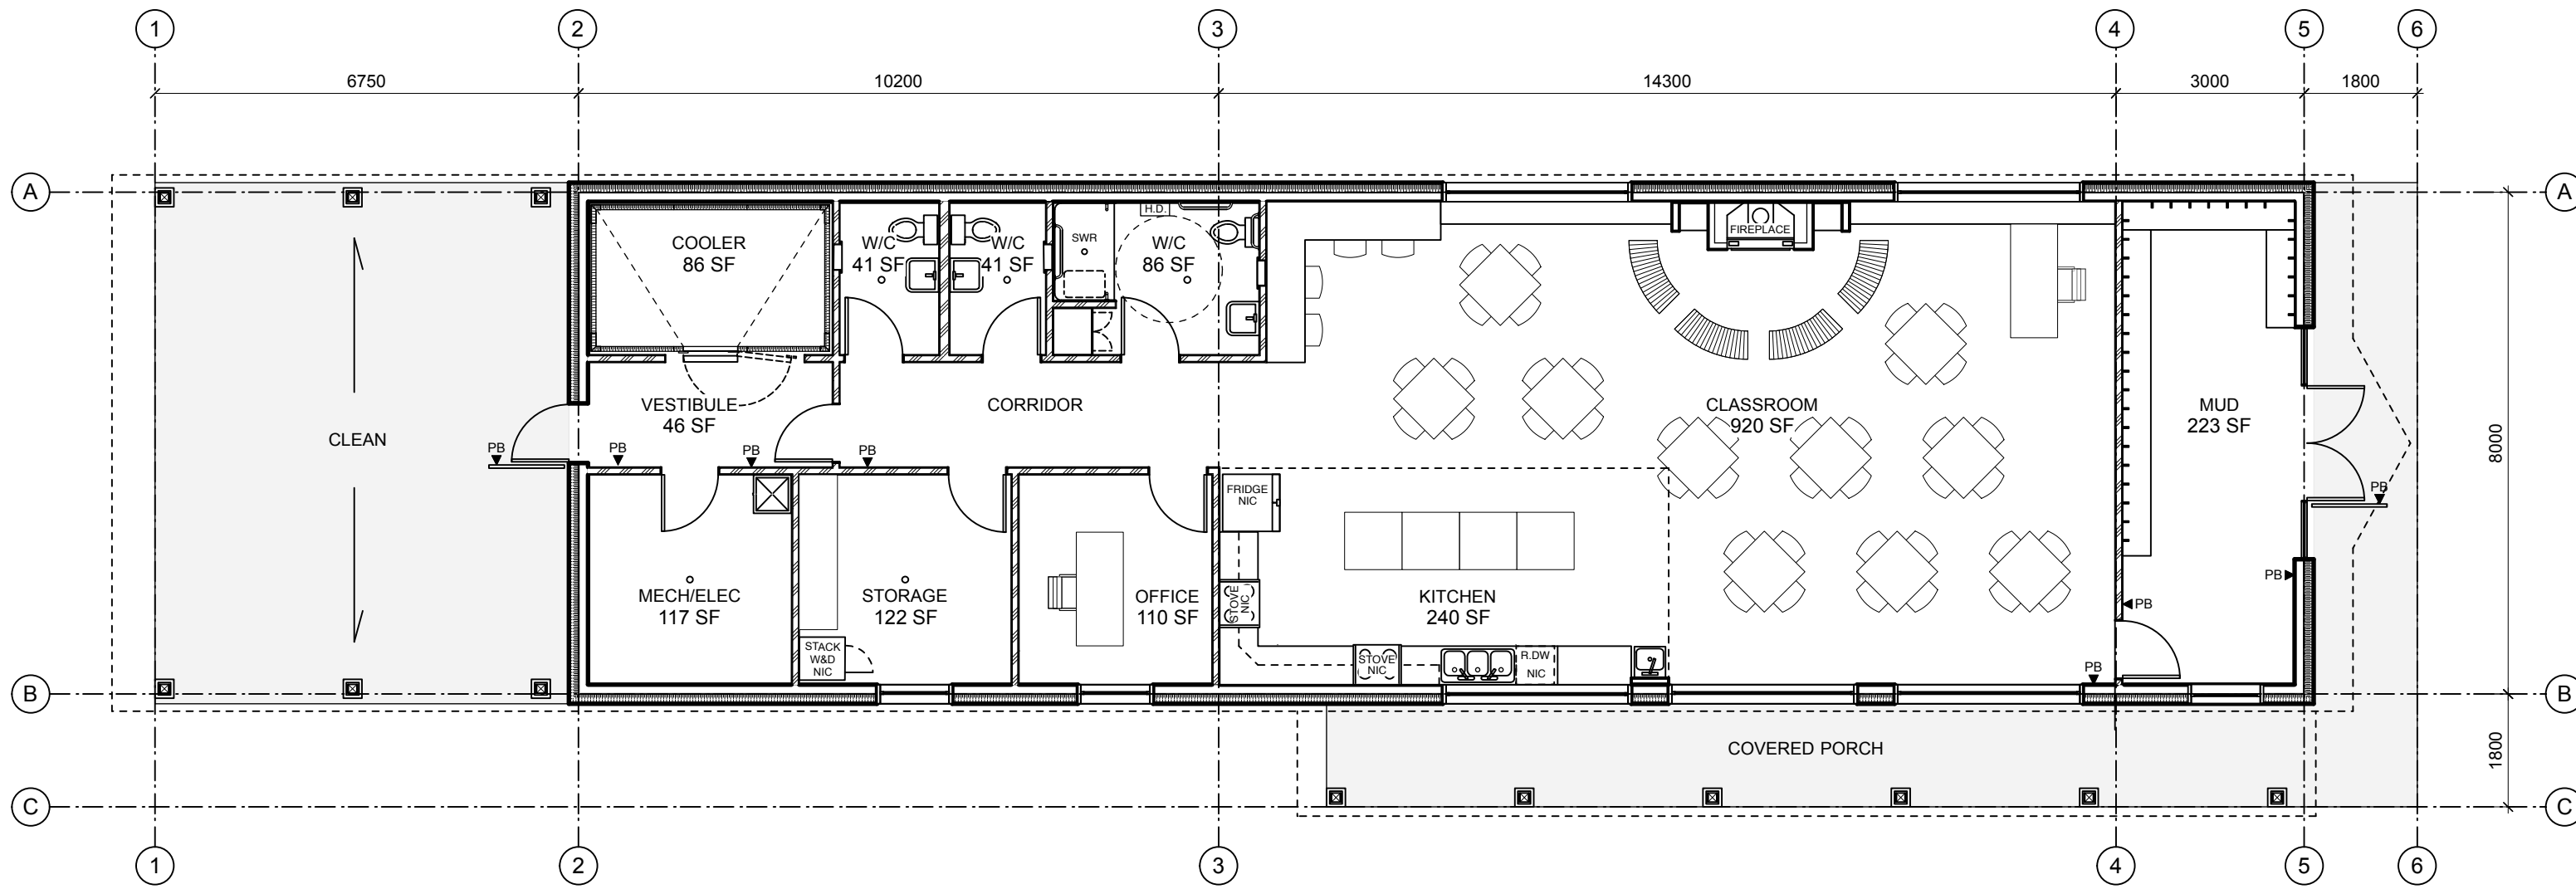 1
2
3
4
5
6
6750
10200
14300
3000
1800
A
A
COOLER
86 SF
W/C
41 SF
W/C
41 SF
SWR
H.D.
W/C
86 SF
FIREPLACE
VESTIBULE
46 SF
CORRIDOR
CLASSROOM
920 SF
MUD
223 SF
CLEAN
PB
PB
PB
PB
PB
8000
FRIDGE
NIC
MECH/ELEC
117 SF
STORAGE
122 SF
OFFICE
110 SF
STOVE
NIC
KITCHEN
240 SF
PB
PB
STACK
W&D
NIC
STOVE
NIC
R.DW
NIC
PB
B
B
COVERED PORCH
1800
C
C
1
2
3
4
5
6